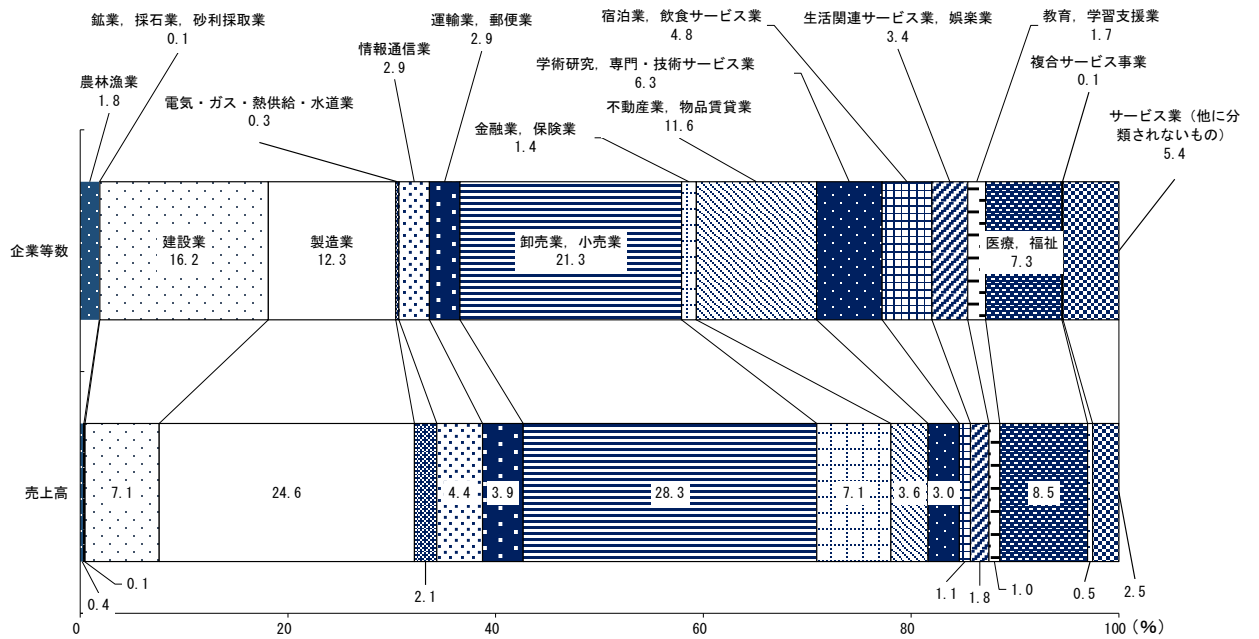 鉱業，採石業，砂利採取業
0.1
農林漁業
1.8
電気・ガス・熱供給・水道業
0.3
情報通信業
2.9
運輸業，郵便業
2.9
金融業，保険業
1.4
学術研究，専門・技術サービス業
6.3
不動産業，物品賃貸業
11.6
宿泊業，飲食サービス業
4.8
生活関連サービス業，娯楽業
3.4
教育，学習支援業
1.7
複合サービス事業
0.1
サービス業（他に分
類されないもの）
5.4
企業等数
建設業
16.2
製造業
12.3
卸売業，小売業
21.3
医療，福祉
7.3
売上高
7.1
24.6
4.4
3.9
28.3
7.1
3.6
3.0
8.5
0.4
0.1
2.1
1.1
1.8
1.0
0.5
2.5
0
20
40
60
80
100
（%）